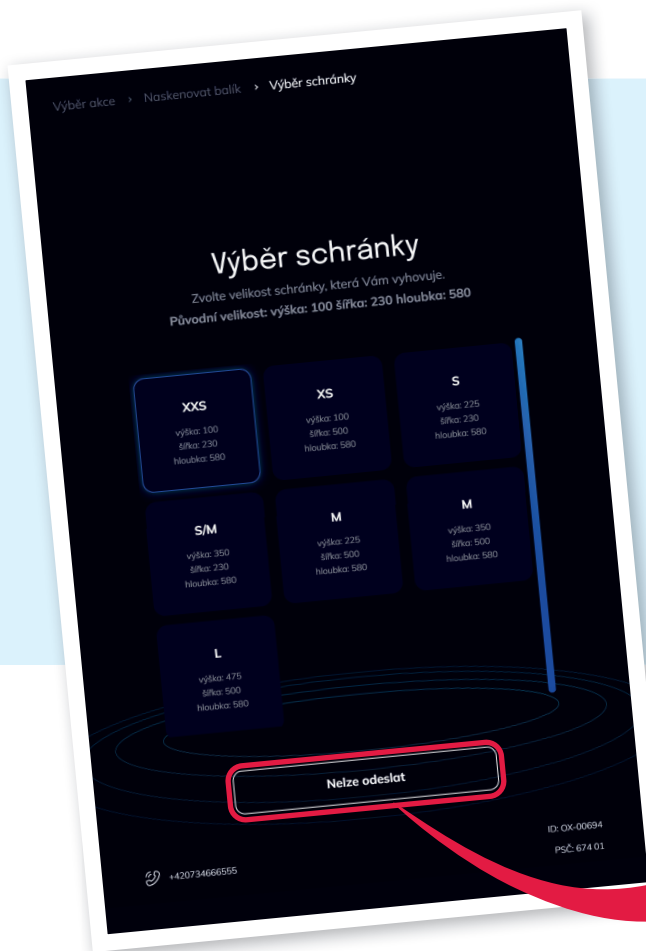 Výběr akce › Naskenovat balík › Výběr schránky
Výběr schránky
Zvolte velikost schránky, která Vám vyhovuje.
Původní velikost: výška: 100 šířka: 230 hloubka: 580
XXS
výška: 100
šířka: 230
hloubka: 580
XS
výška: 100
šířka: 500
hloubka: 580
S
výška: 225
šířka: 230
hloubka: 580
S/M
výška: 350
šířka: 230
hloubka: 580
M
výška: 225
šířka: 500
hloubka: 580
M
výška: 350
šířka: 500
hloubka: 580
L
výška: 475
šířka: 500
hloubka: 580
Nelze odeslat
+420734666555
ID: OX-00694
PSČ: 674 01